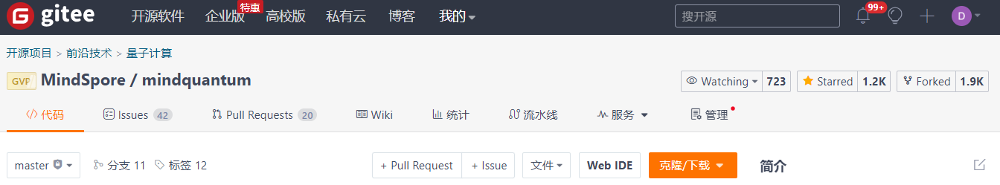 gitee 开源软件 企业版 特惠 高校版 私有云 博客 我的 搜开源 99+ D
开源项目 > 前沿技术 > 量子计算
GVP MindSpore / mindquantum Watching 723 Starred 1.2K Forked 1.9K
代码 Issues 42 Pull Requests 20 Wiki 统计 流水线 服务 管理
master 分支 11 标签 12 + Pull Request + Issue 文件 Web IDE 克隆/下载 简介